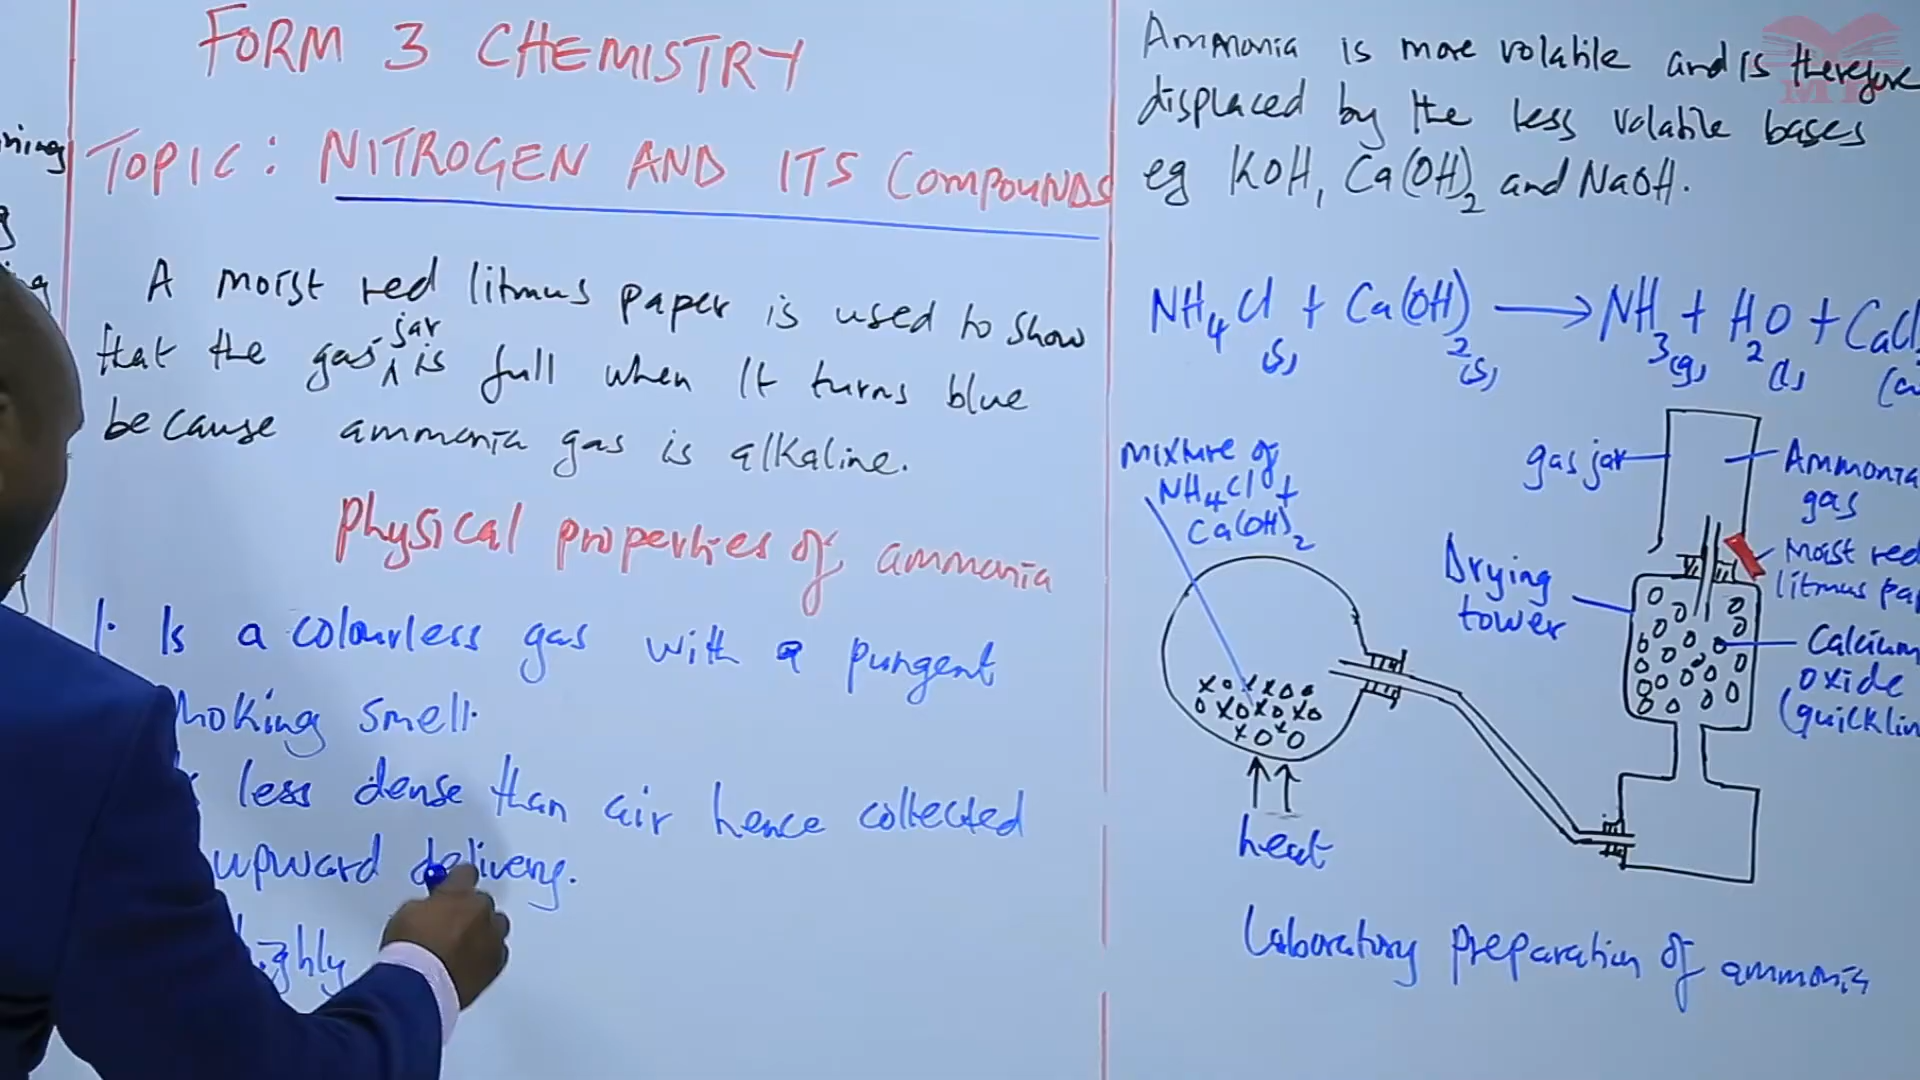 FORM 3 CHEMISTRY
TOPIC: NITROGEN AND ITS COMPOUNDS
A moist red litmus paper is used to show
that the gas jar is full when It turns blue
because ammonia gas is alkaline.
Physical properties of ammonia
1. Is a colourless gas with a pungent
hoking smell.
less dense than air hence collected
upward delivery.
highly
Ammonia is more volatile and is therefore
displaced by the less volatile bases
eg KOH, Ca(OH)2 and NaOH.
NH4Cl(s) + Ca(OH)2(s) → NH3(g) + H2O(l) + CaCl
mixture of
NH4Cl +
Ca(OH)2
heat
Drying
tower
gas jar
Ammonia
gas
Moist red
litmus pap
Calcium
oxide
(quicklim
Laboratory preparation of ammonia